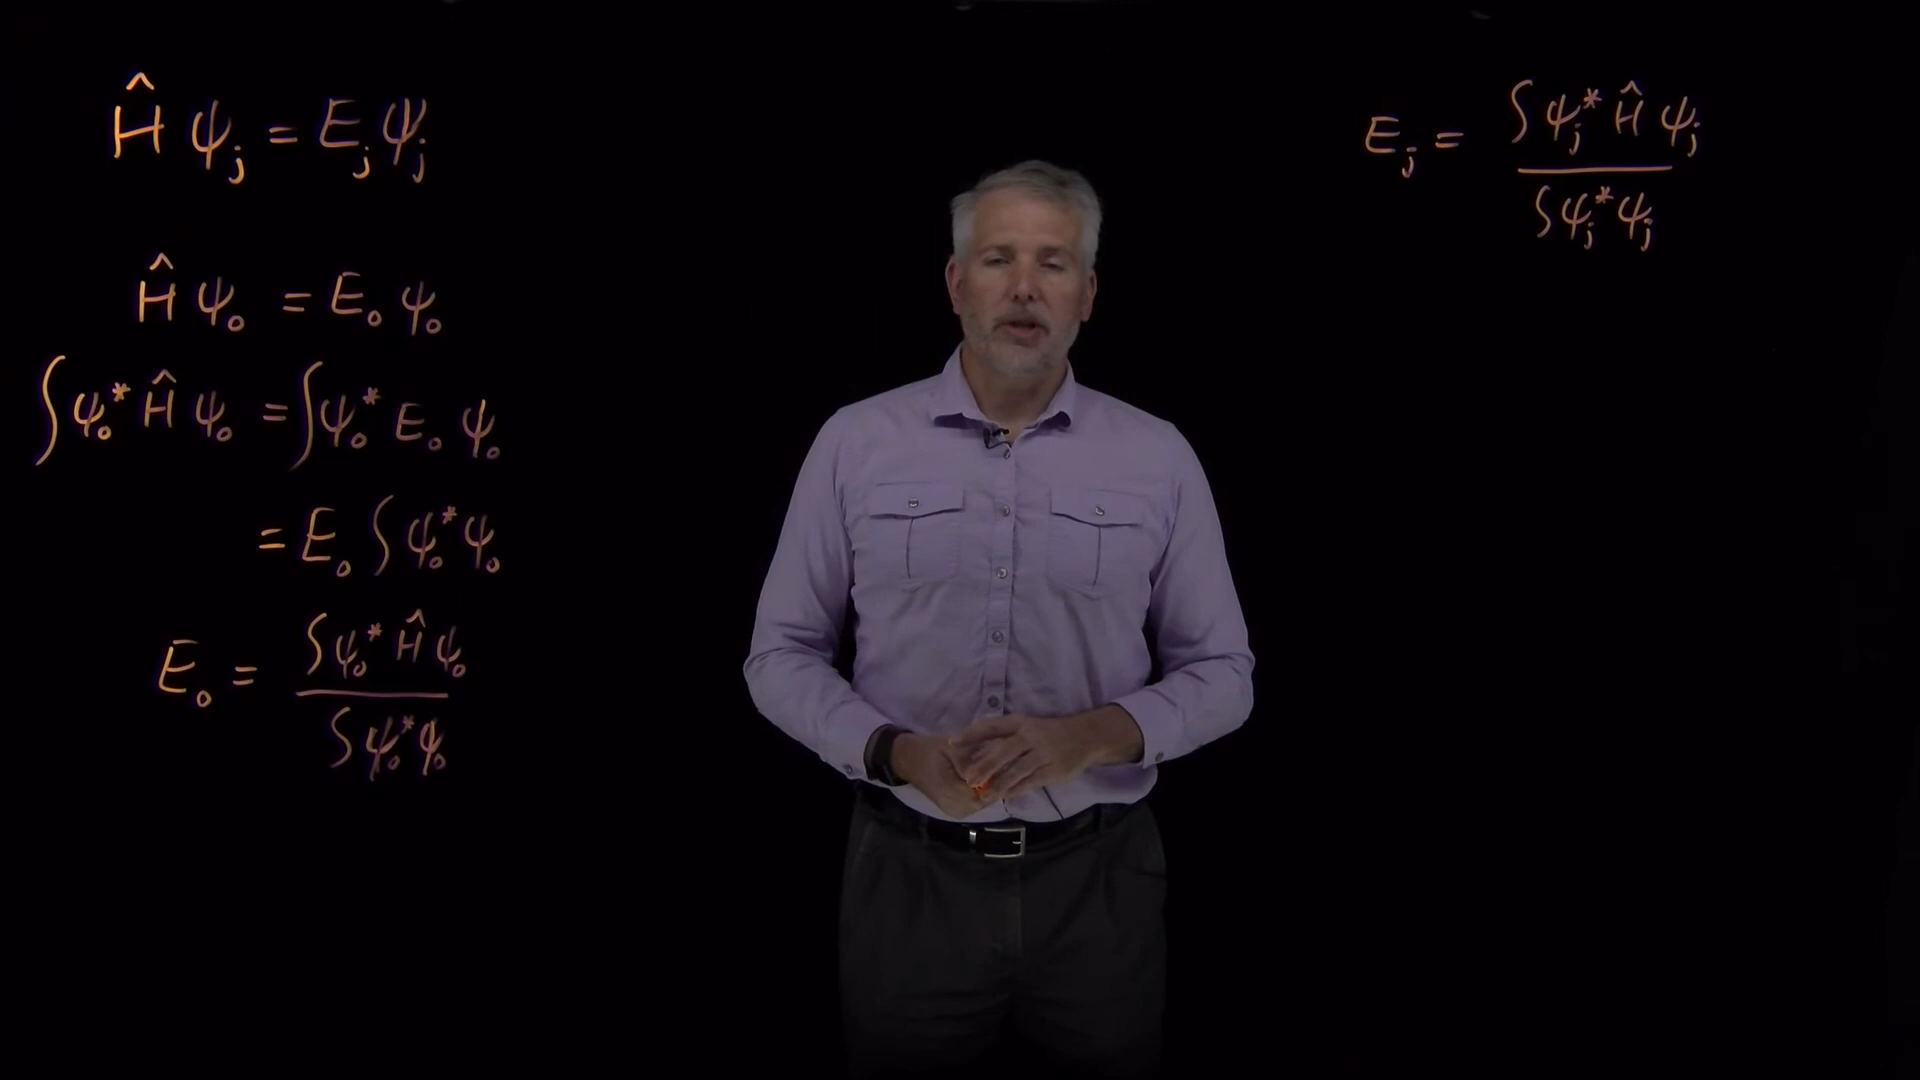 Ĥ ψ_j = E_j ψ_j
Ĥ ψ_0 = E_0 ψ_0
∫ψ_0* Ĥ ψ_0 = ∫ψ_0* E_0 ψ_0
= E_0 ∫ ψ_0* ψ_0
E_0 = ∫ψ_0* Ĥ ψ_0 / ∫ψ_0* ψ_0
E_j = ∫ψ_j* Ĥ ψ_j / ∫ψ_j* ψ_j